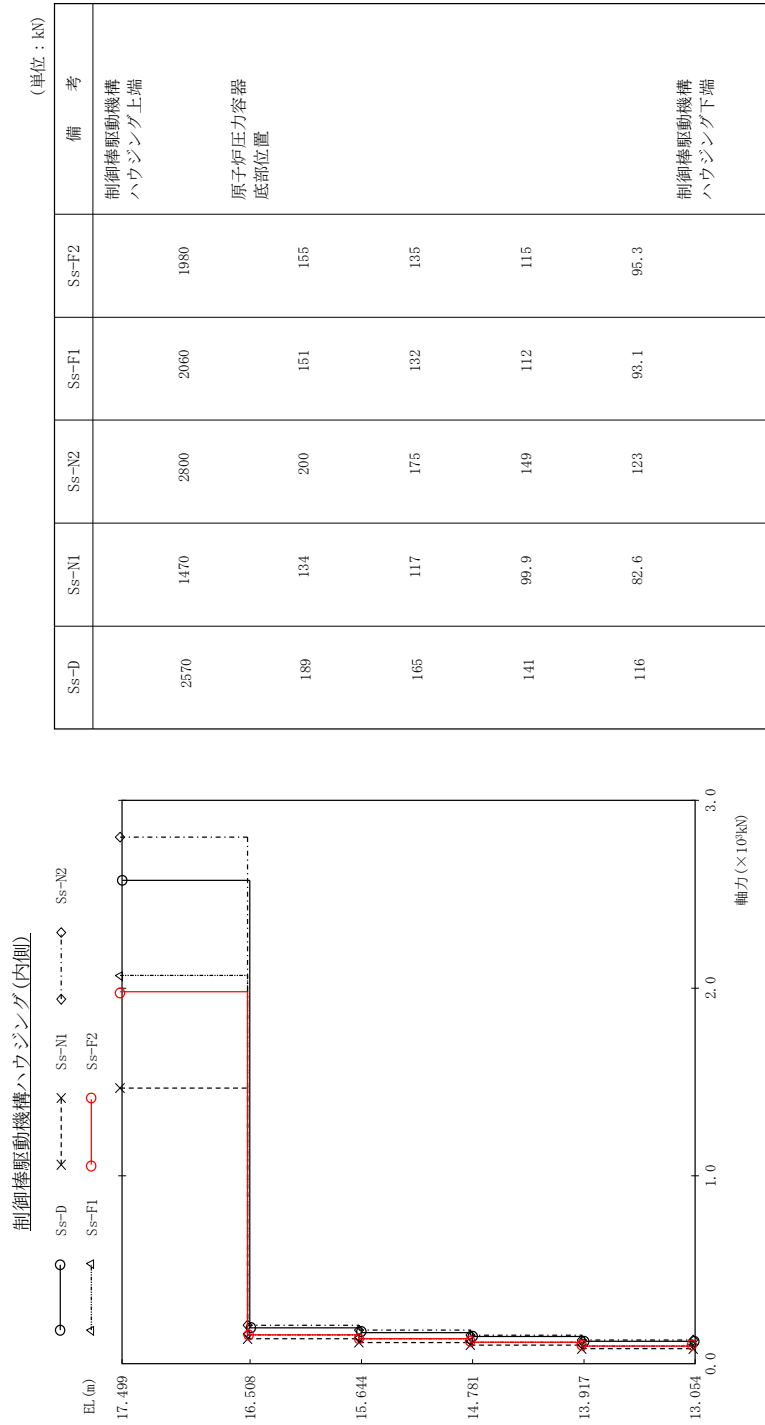 制御棒駆動機構ハウジング(内側)
Ss-D
Ss-N1
Ss-N2
Ss-F1
Ss-F2
EL(m)
17.499
16.508
15.644
14.781
13.917
13.054
0.0
1.0
2.0
3.0
軸力(×10³kN)
(単位：kN)
Ss-D
Ss-N1
Ss-N2
Ss-F1
Ss-F2
備 考
制御棒駆動機構
ハウジング上端
2570
1470
2800
2060
1980
原子炉圧力容器
底部位置
189
134
200
151
155
165
117
175
132
135
141
99.9
149
112
115
116
82.6
123
93.1
95.3
制御棒駆動機構
ハウジング下端